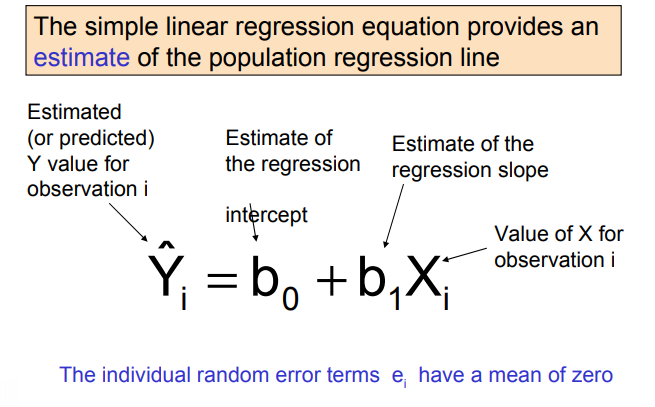 The simple linear regression equation provides an
estimate of the population regression line
Estimated
(or predicted)
Y value for
observation i
Estimate of
the regression
intercept
Estimate of the
regression slope
Value of X for
observation i
Ŷᵢ = b₀ + b₁Xᵢ
The individual random error terms eᵢ have a mean of zero